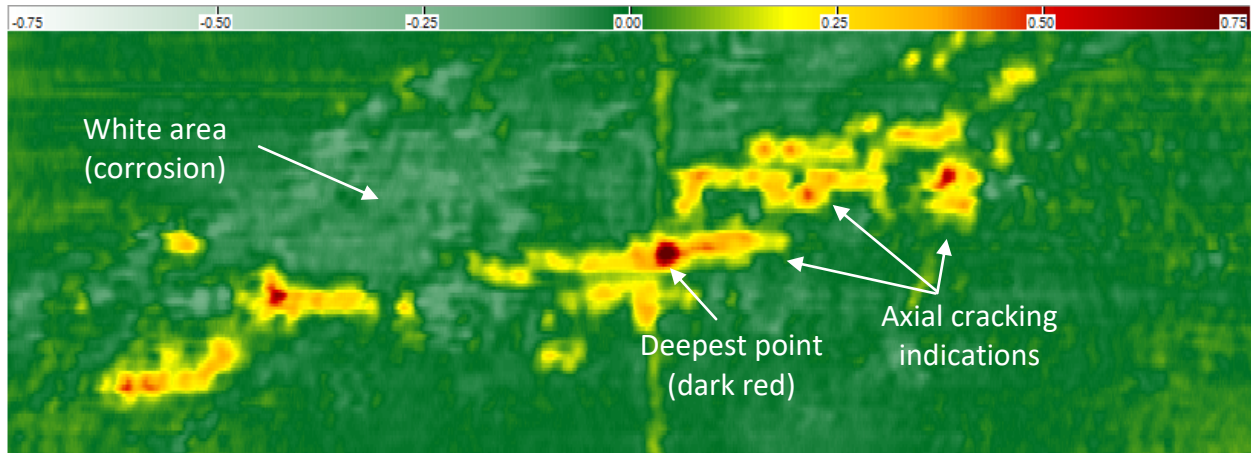 -0.75 -0.50 -0.25 0.00 0.25 0.50 0.75
White area
(corrosion)
Deepest point
(dark red)
Axial cracking
indications